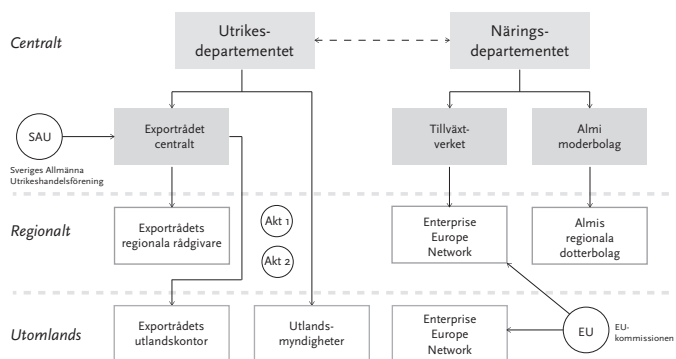 Centralt
Utrikes-
departementet
Närings-
departementet
SAU
Sveriges Allmänna
Utrikeshandelsförening
Exportrådet
centralt
Tillväxt-
verket
Almi
moderbolag
Regionalt
Exportrådets
regionala rådgivare
Akt 1
Akt 2
Enterprise
Europe
Network
Almis
regionala
dotterbolag
Utomlands
Exportrådets
utlandskontor
Utlands-
myndigheter
Enterprise
Europe
Network
EU
EU-
kommissionen